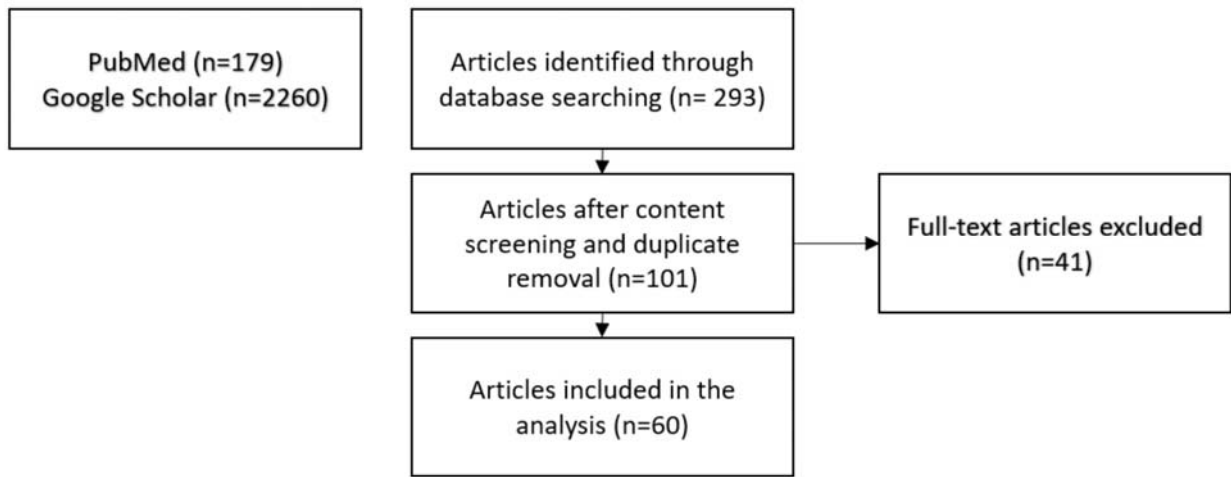 PubMed (n=179)
Google Scholar (n=2260)
Articles identified through
database searching (n= 293)
Articles after content
screening and duplicate
removal (n=101)
Full-text articles excluded
(n=41)
Articles included in the
analysis (n=60)